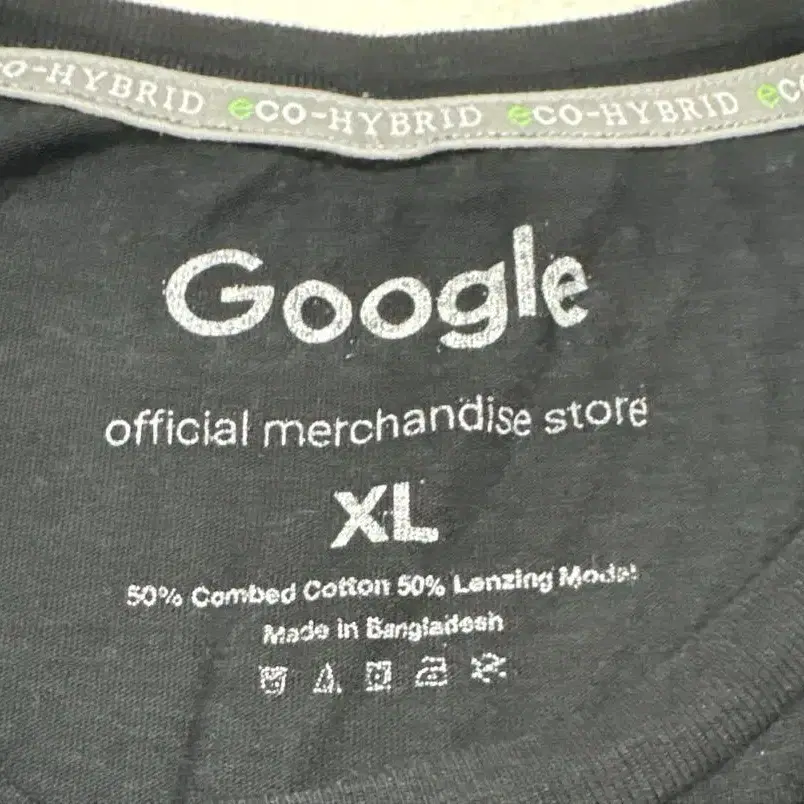 o-HYBRID eCO-HYBRID eCO-HYBRID eC
Google
official merchandise store
XL
50% Combed Cotton 50% Lenzing Modal
Made in Bangladesh